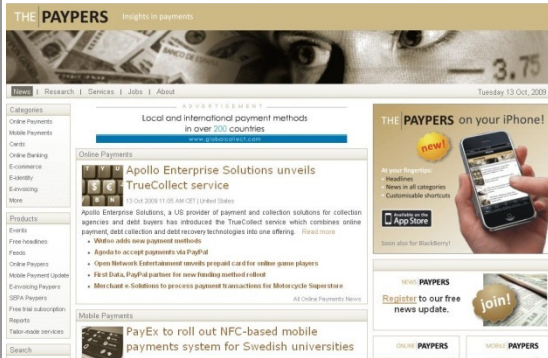 THE PAYPERS Insights in payments
BANCO DE ESPAÑA
3.75
News | Research | Services | Jobs | About
Tuesday 13 Oct, 2009
Categories
Online Payments
Mobile Payments
Cards
Online Banking
E-commerce
E-identity
E-invoicing
More
Products
Events
Free headlines
Feeds
Online Payments
Mobile Payment Update
E-invoicing Paypers
SEPA Paypers
Free trial subscription
Reports
Tailor-made services
Search
ADVERTISEMENT
Local and international payment methods
in over 200 countries
www.globalcollect.com
Online Payments
Apollo Enterprise Solutions unveils
TrueCollect service
13 Oct 2009 11:05 AM CET | United States
Apollo Enterprise Solutions, a US provider of payment and collection solutions for collection
agencies and debt buyers has introduced the TrueCollect service which combines online
payment, debt collection and debt recovery technologies into one offering. Read more
Wufoo adds new payment methods
Agoda to accept payments via PayPal
Open Network Entertainment unveils prepaid card for online game players
First Data, PayPal partner for new funding method rollout
Merchant e-Solutions to process payment transactions for Motorcycle Superstore
All Online Payments News
Mobile Payments
PayEx to roll out NFC-based mobile
payments system for Swedish universities
THE PAYPERS on your iPhone!
new!
At your fingertips:
Headlines
News in all categories
Customisable shortcuts
Available on the
App Store
Soon also for BlackBerry!
NEWS PAYPERS
Register to our free
news update.
join!
ONLINE PAYPERS
MOBILE PAYPERS